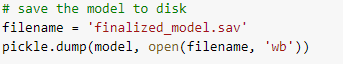 # save the model to disk
filename = 'finalized_model.sav'
pickle.dump(model, open(filename, 'wb'))